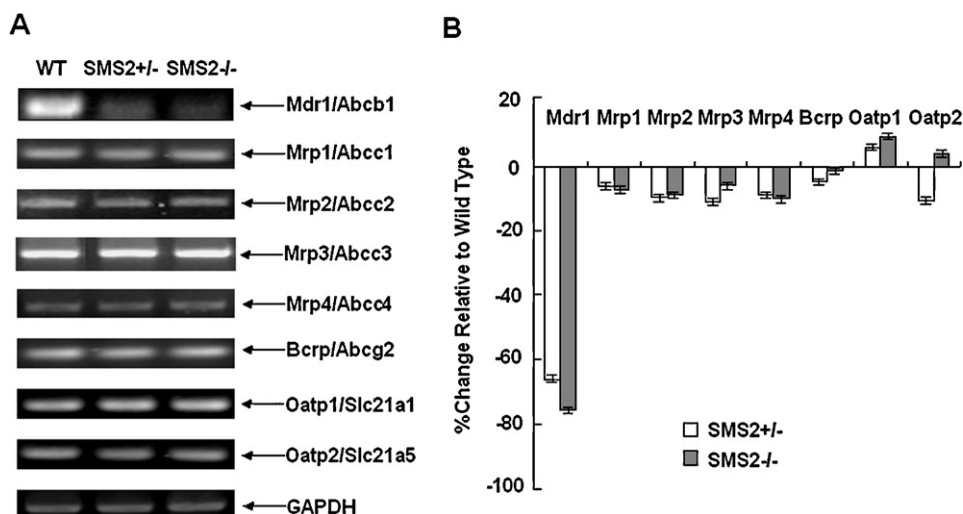 A
WT SMS2+/- SMS2-/-
Mdr1/Abcb1
Mrp1/Abcc1
Mrp2/Abcc2
Mrp3/Abcc3
Mrp4/Abcc4
Bcrp/Abcg2
Oatp1/Slc21a1
Oatp2/Slc21a5
GAPDH
B
%Change Relative to Wild Type
20
0
-20
-40
-60
-80
-100
Mdr1 Mrp1 Mrp2 Mrp3 Mrp4 Bcrp Oatp1 Oatp2
SMS2+/-
SMS2-/-